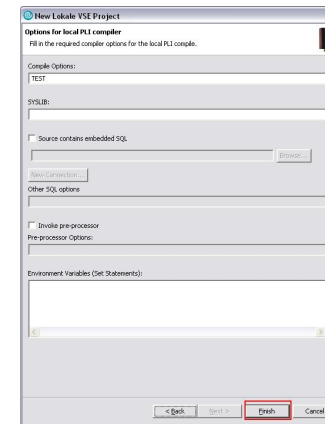 New Lokale VSE Project
Options for local PLI compiler
Fill in the required compiler options for the local PLI compile.
Compile Options:
TEST
SYSLIB:
Source contains embedded SQL
Browse...
New Connection...
Other SQL options
Invoke pre-processor
Pre-processor Options:
Environment Variables (Set Statements):
< Back Next > Finish Cancel